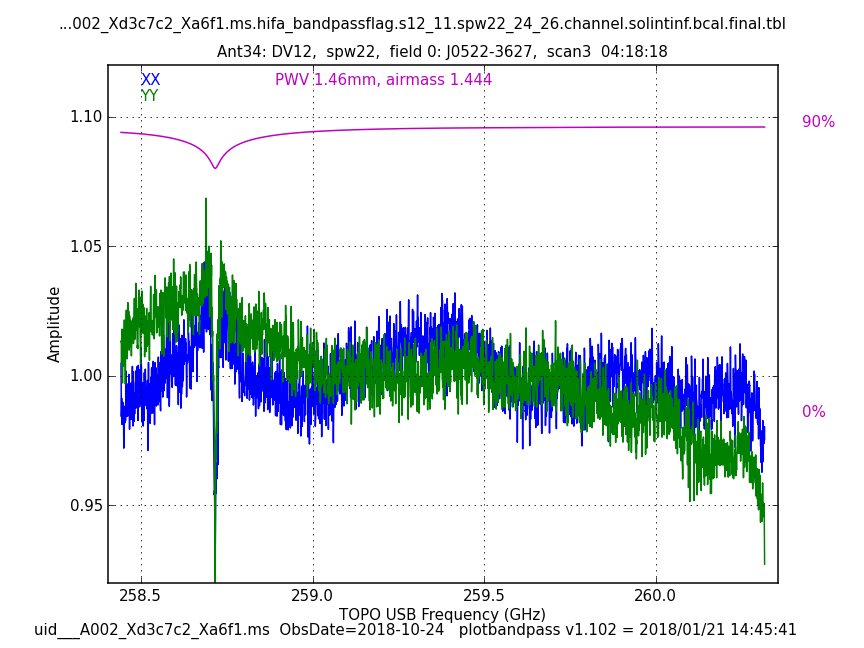 ...002_Xd3c7c2_Xa6f1.ms.hifa_bandpassflag.s12_11.spw22_24_26.channel.solintinf.bcal.final.tbl
Ant34: DV12, spw22, field 0: J0522-3627, scan3 04:18:18
XX
PWV 1.46mm, airmass 1.444
YY
1.10
90%
1.05
Amplitude
1.00
0%
0.95
258.5
259.0
259.5
260.0
TOPO USB Frequency (GHz)
uid___A002_Xd3c7c2_Xa6f1.ms ObsDate=2018-10-24 plotbandpass v1.102 = 2018/01/21 14:45:41